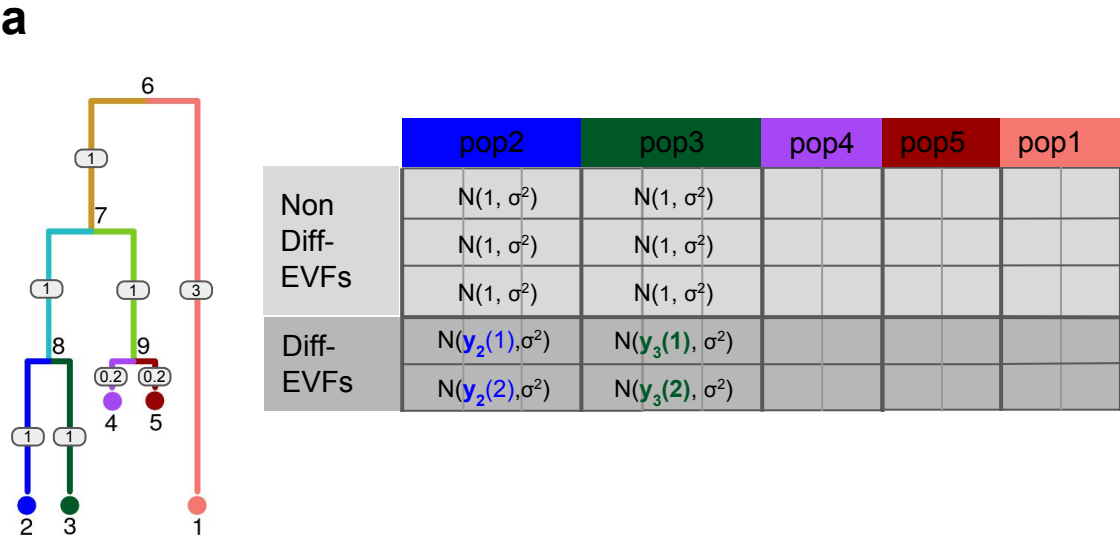 a
6
1
7
1
1
3
8
9
0.2
0.2
4
5
1
1
2
3
1
pop2
pop3
pop4
pop5
pop1
Non
Diff-
EVFs
N(1, σ²)
N(1, σ²)
N(1, σ²)
N(1, σ²)
N(1, σ²)
N(1, σ²)
Diff-
EVFs
N(y₂(1),σ²)
N(y₃(1), σ²)
N(y₂(2),σ²)
N(y₃(2), σ²)